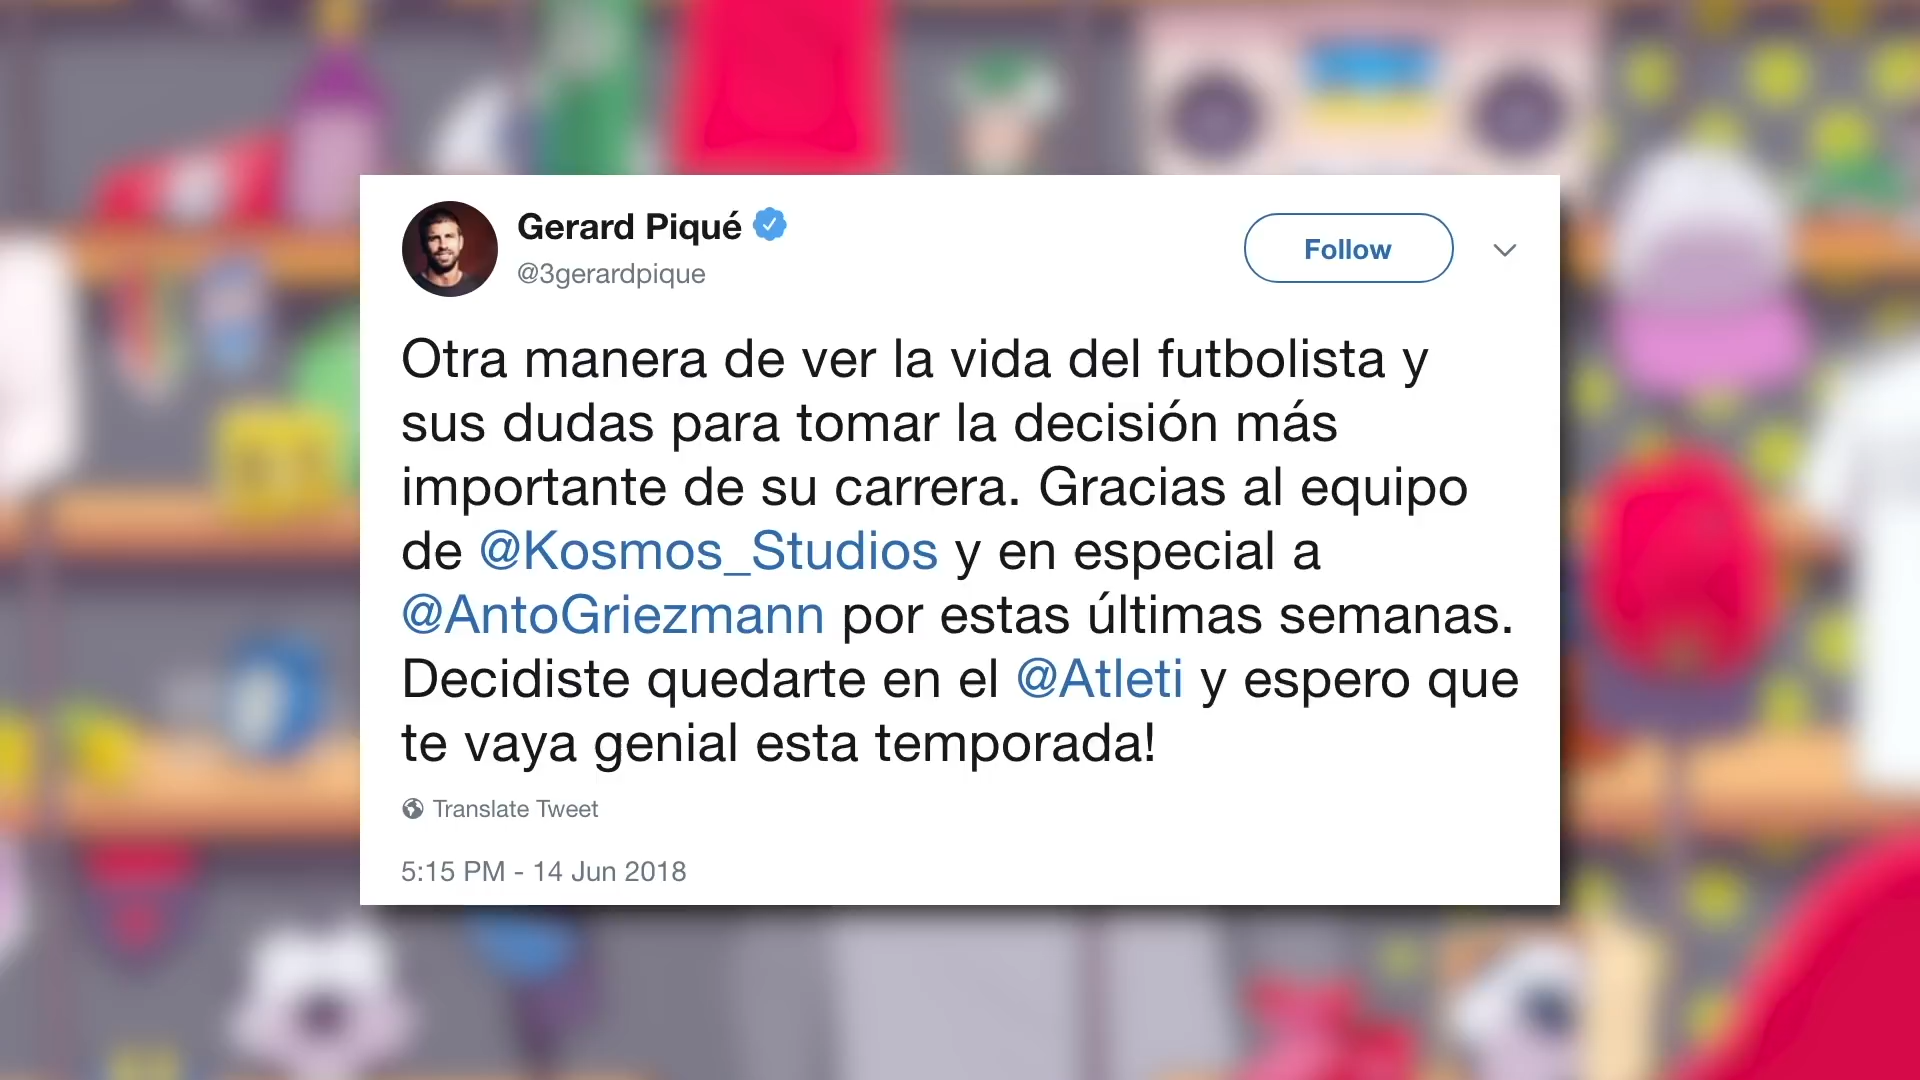 Gerard Piqué
@3gerardpique
Follow
Otra manera de ver la vida del futbolista y
sus dudas para tomar la decisión más
importante de su carrera. Gracias al equipo
de @Kosmos_Studios y en especial a
@AntoGriezmann por estas últimas semanas.
Decidiste quedarte en el @Atleti y espero que
te vaya genial esta temporada!
Translate Tweet
5:15 PM - 14 Jun 2018